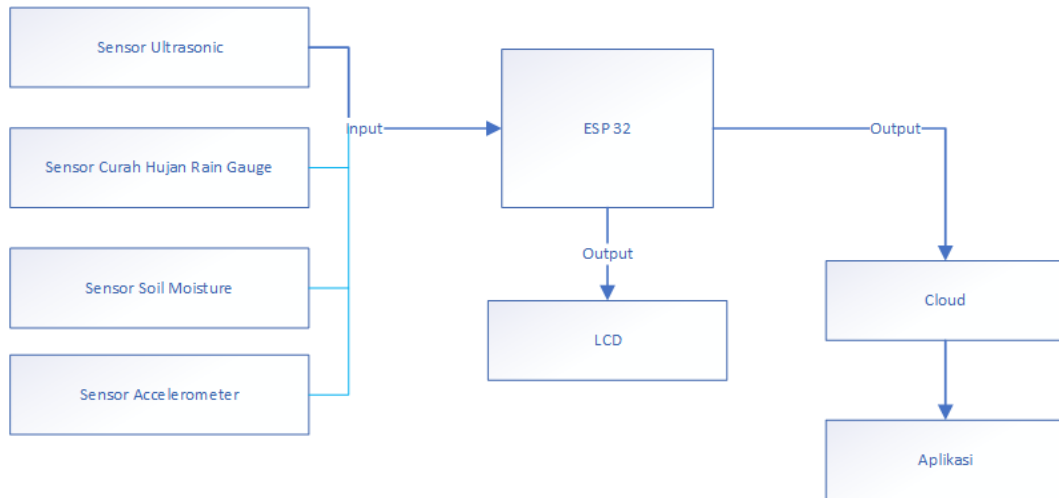 Sensor Ultrasonic
Sensor Curah Hujan Rain Gauge
Sensor Soil Moisture
Sensor Accelerometer
Input
ESP 32
Output
LCD
Output
Cloud
Aplikasi